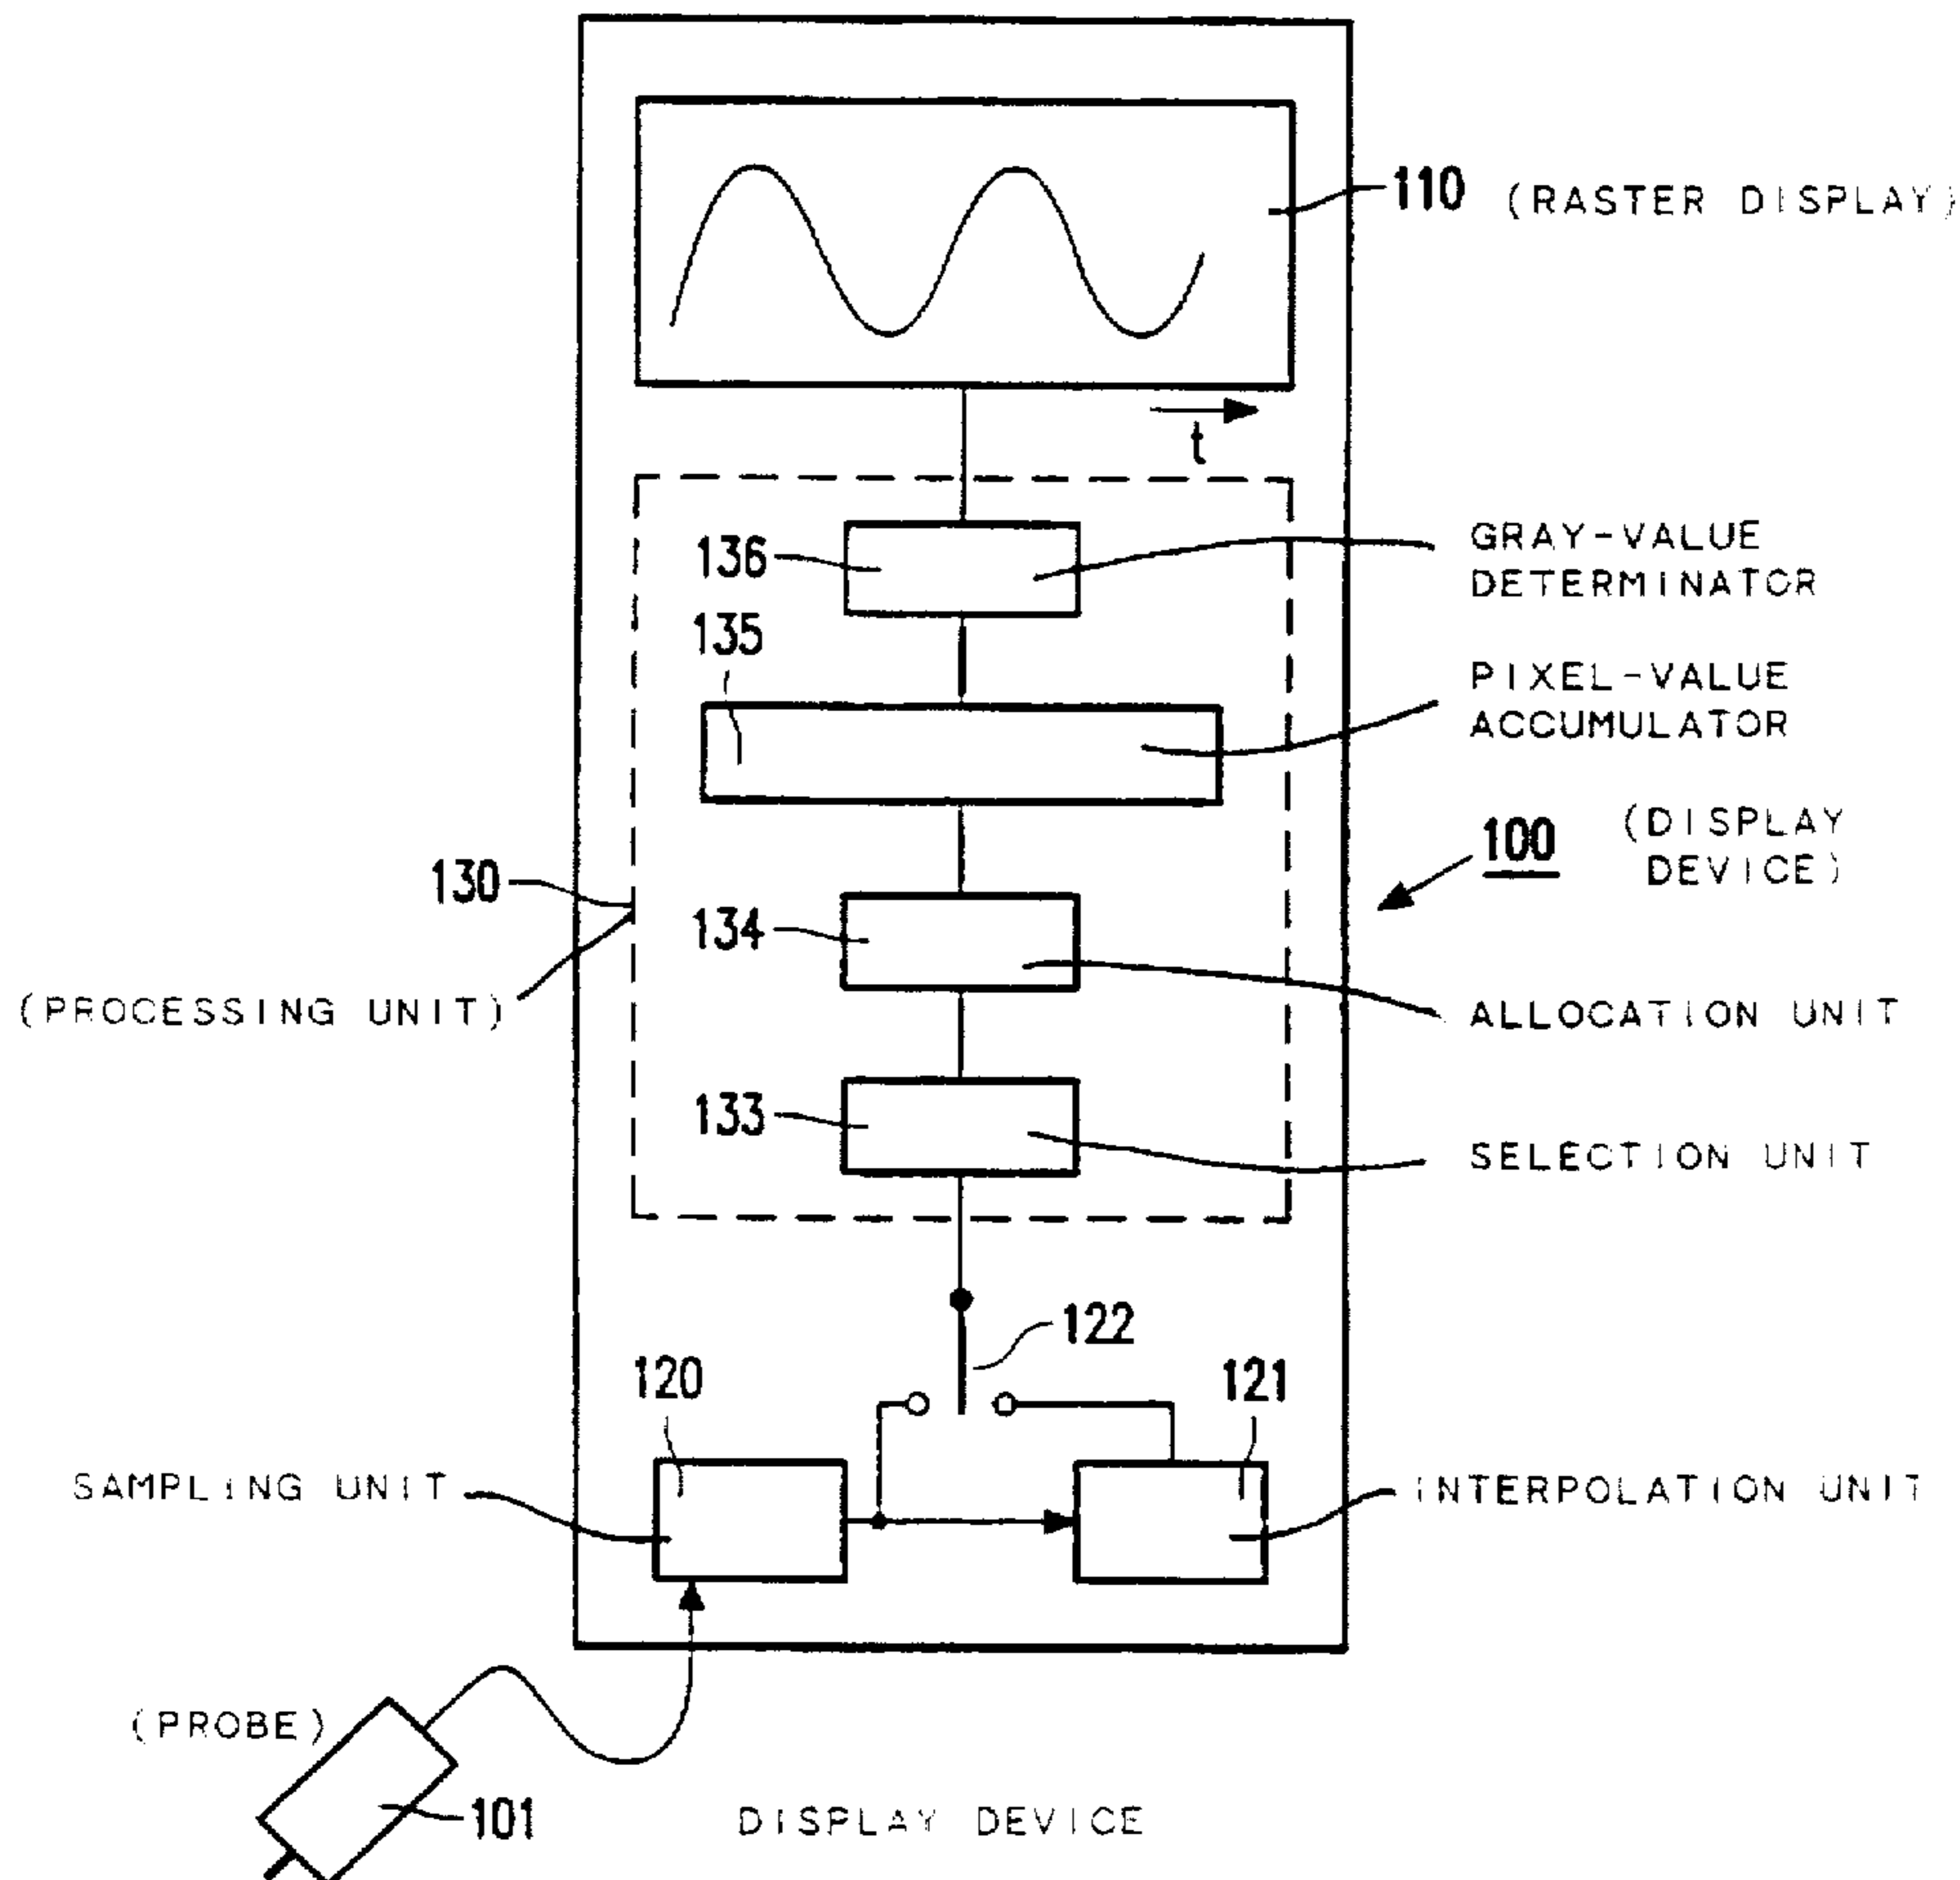 110 (RASTER DISPLAY)
t
136
GRAY-VALUE
DETERMINATOR
135
PIXEL-VALUE
ACCUMULATOR
130
100 (DISPLAY
DEVICE)
134
(PROCESSING UNIT)
ALLOCATION UNIT
133
SELECTION UNIT
122
120
121
SAMPLING UNIT
INTERPOLATION UNIT
(PROBE)
101
DISPLAY DEVICE